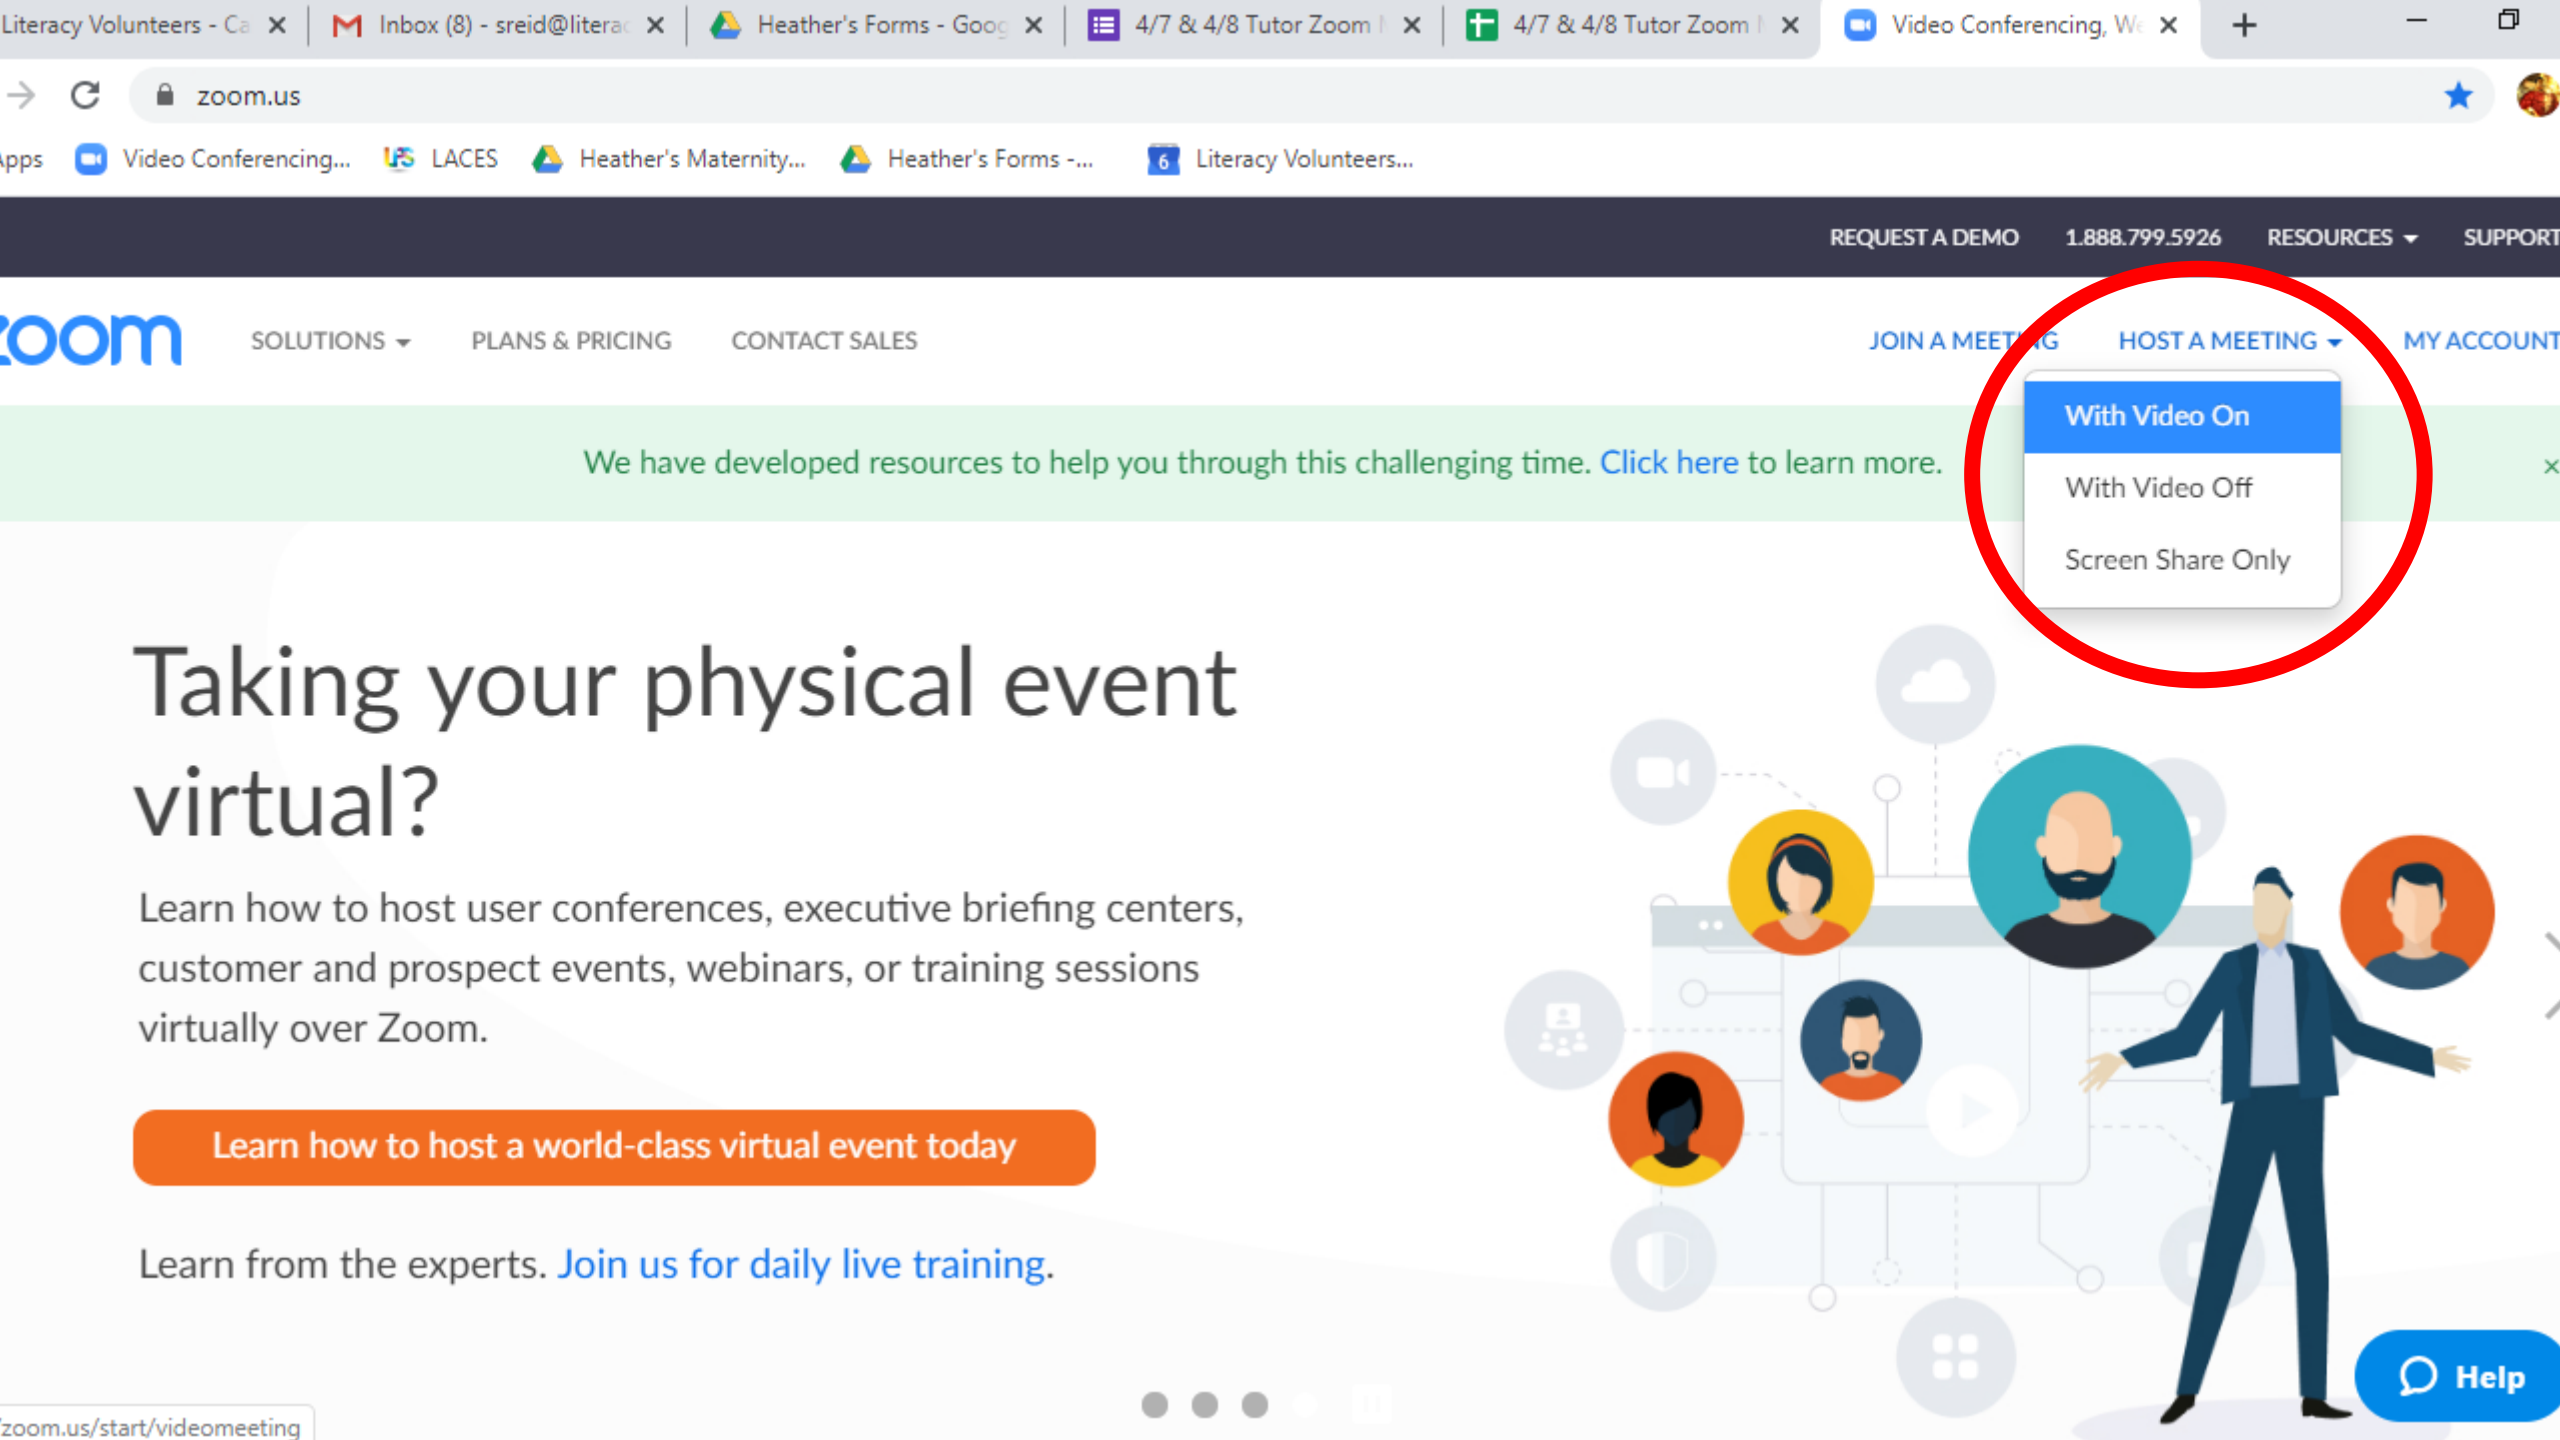 Literacy Volunteers - Ca
Inbox (8) - sreid@literac
Heather's Forms - Goog
4/7 & 4/8 Tutor Zoom
4/7 & 4/8 Tutor Zoom
Video Conferencing, We
zoom.us
Apps
Video Conferencing...
LACES
Heather's Maternity...
Heather's Forms -...
6
Literacy Volunteers...
REQUEST A DEMO
1.888.799.5926
RESOURCES
SUPPORT
zoom
SOLUTIONS
PLANS & PRICING
CONTACT SALES
JOIN A MEETING
HOST A MEETING
MY ACCOUNT
With Video On
With Video Off
Screen Share Only
We have developed resources to help you through this challenging time. Click here to learn more.
Taking your physical event
virtual?
Learn how to host user conferences, executive briefing centers,
customer and prospect events, webinars, or training sessions
virtually over Zoom.
Learn how to host a world-class virtual event today
Learn from the experts. Join us for daily live training.
Help
/zoom.us/start/videomeeting